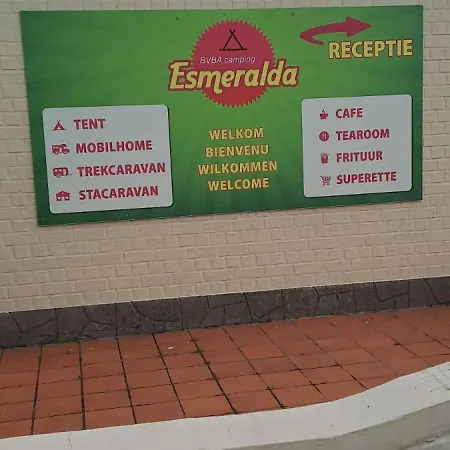 BVBA camping
Esmeralda
RECEPTIE
TENT
MOBILHOME
TREKCARAVAN
STACARAVAN
WELKOM
BIENVENU
WILKOMMEN
WELCOME
CAFE
TEAROOM
FRITUUR
SUPERETTE